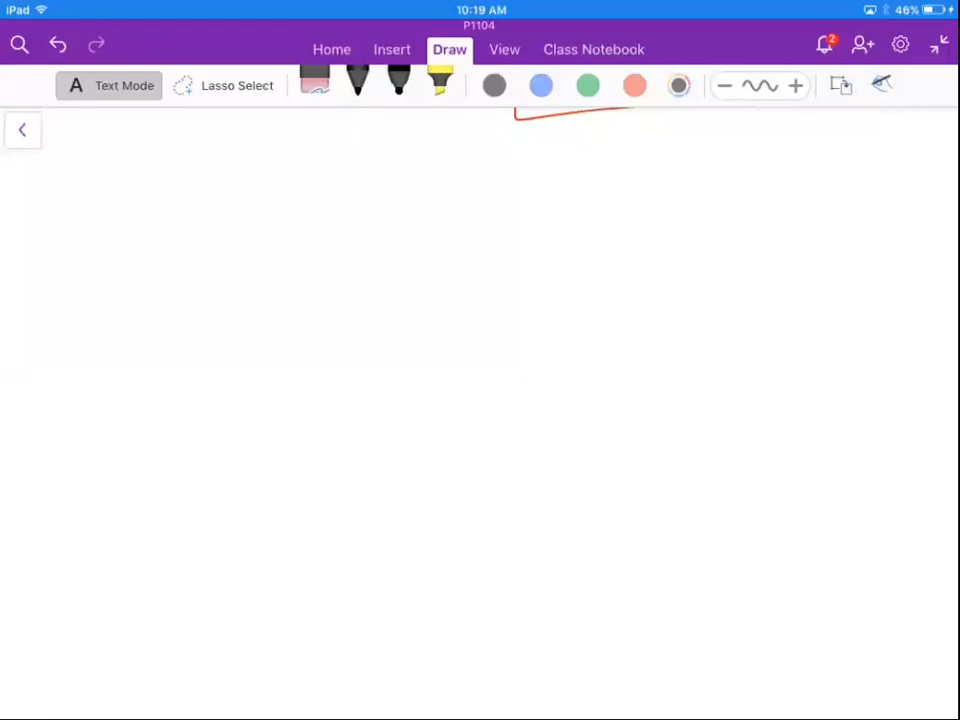 iPad 10:19 AM 46%
P1104
Home Insert Draw View Class Notebook 2
A Text Mode Lasso Select